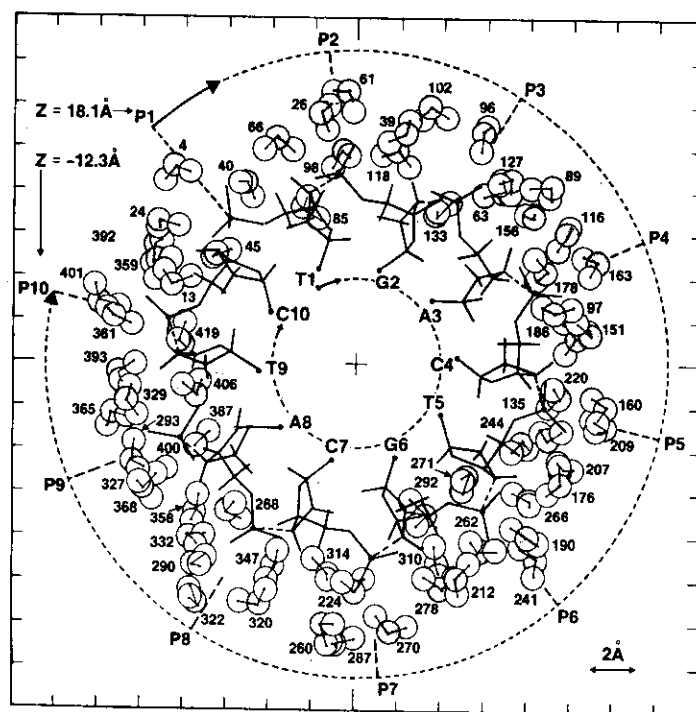 P2
61
102
P3
26
39
96
Z = 18.1Å
P1
66
4
Z = −12.3Å
98
118
127
89
40
63
24
85
133
156
116
P4
392
45
178
163
359
T1
G2
P10
401
13
A3
97
C10
186
151
361
419
393
C4
T9
329
406
220
135
160
365
T5
293
387
244
209
P5
A8
400
C7
G6
271
207
P9
327
292
176
368
268
262
266
358
332
190
347
314
310
290
241
224
278
212
P6
322
320
P8
260
287
270
2Å
P7